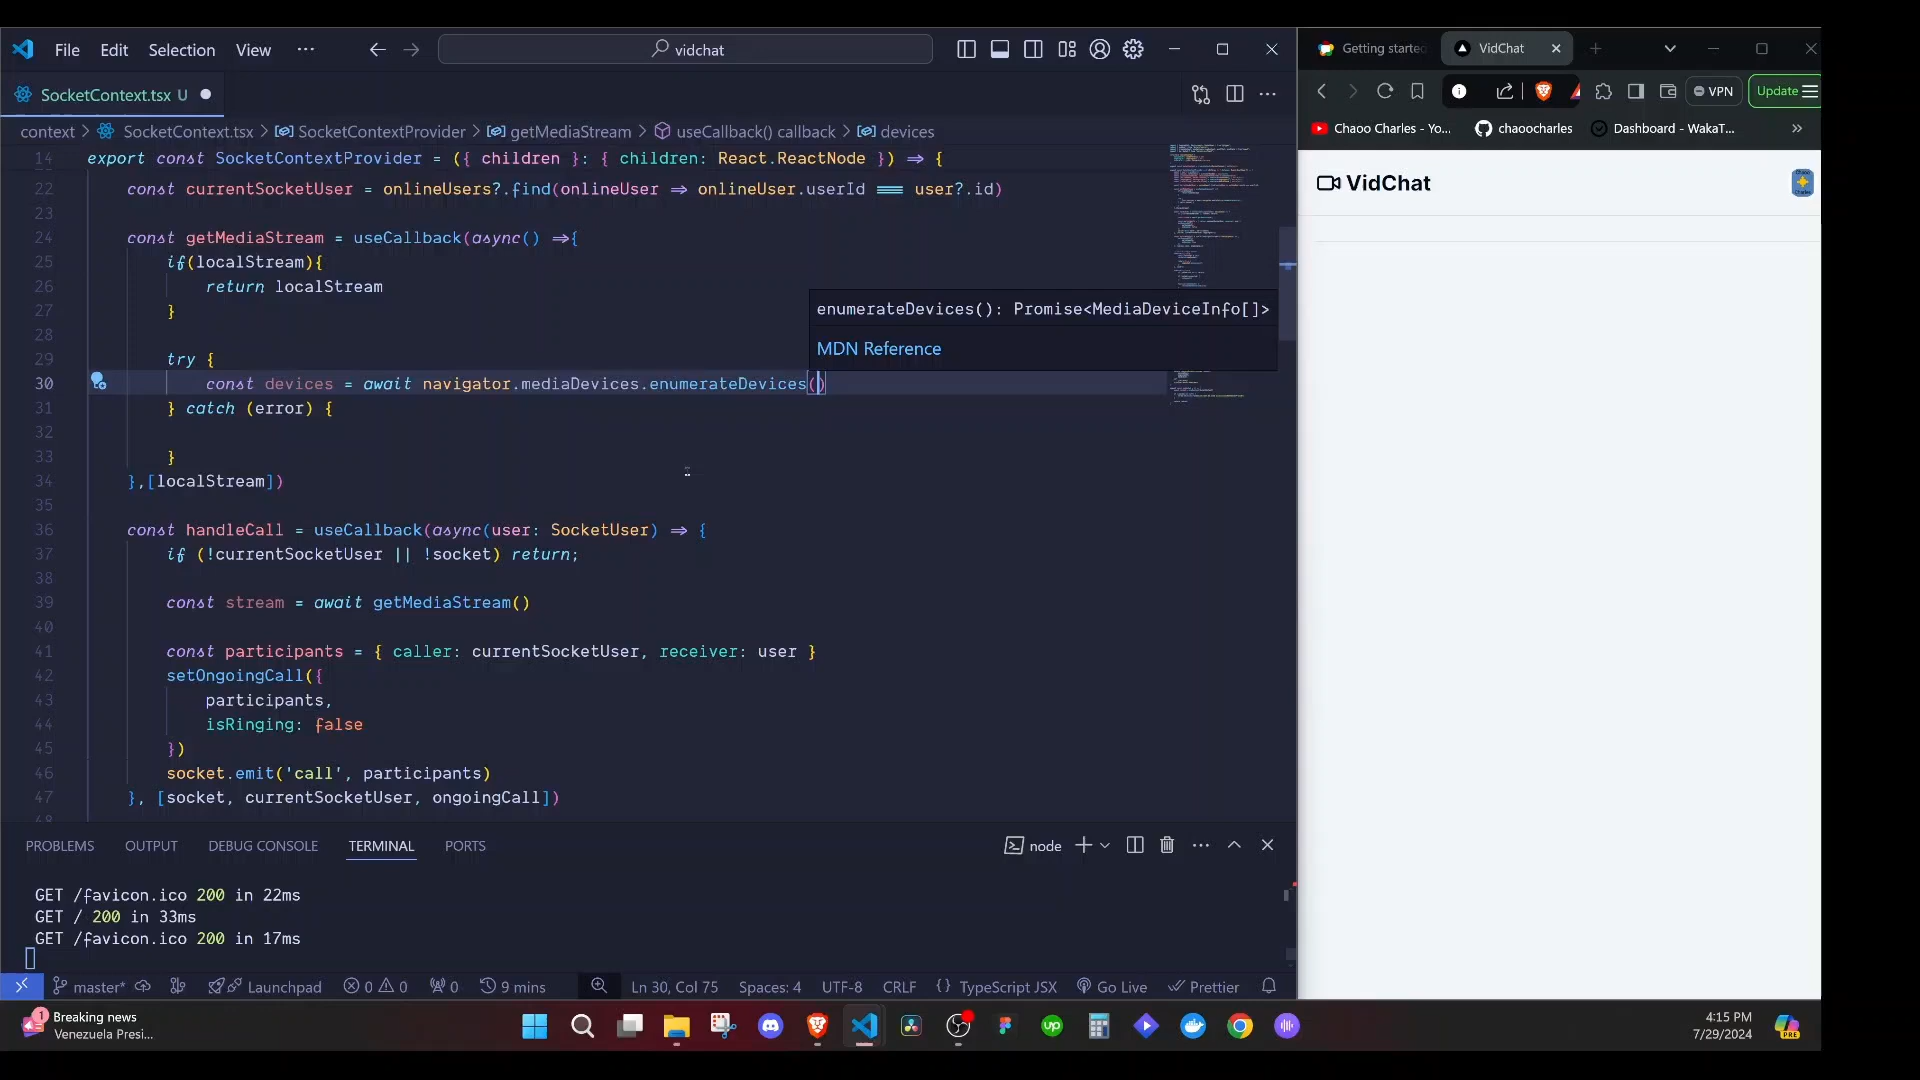 File Edit Selection View ··· vidchat
SocketContext.tsx U
context > SocketContext.tsx > SocketContextProvider > getMediaStream > useCallback() callback > devices
14 export const SocketContextProvider = ({ children }: { children: React.ReactNode }) => {
22 const currentSocketUser = onlineUsers?.find(onlineUser => onlineUser.userId === user?.id)
23
24 const getMediaStream = useCallback(async() =>{
25 if(localStream){
26 return localStream
27 }
28
29 try {
30 const devices = await navigator.mediaDevices.enumerateDevices()
31 } catch (error) {
32
33 }
34 },[localStream])
35
36 const handleCall = useCallback(async(user: SocketUser) => {
37 if (!currentSocketUser || !socket) return;
38
39 const stream = await getMediaStream()
40
41 const participants = { caller: currentSocketUser, receiver: user }
42 setOngoingCall({
43 participants,
44 isRinging: false
45 })
46 socket.emit('call', participants)
47 }, [socket, currentSocketUser, ongoingCall])
48
enumerateDevices(): Promise<MediaDeviceInfo[]>
MDN Reference
PROBLEMS OUTPUT DEBUG CONSOLE TERMINAL PORTS
node
GET /favicon.ico 200 in 22ms
GET / 200 in 33ms
GET /favicon.ico 200 in 17ms
master* Launchpad 0 0 0 9 mins Ln 30, Col 75 Spaces: 4 UTF-8 CRLF {} TypeScript JSX Go Live Prettier
Getting starte VidChat
VPN Update
Chaoo Charles - Yo... chaoocharles Dashboard - WakaT... »
VidChat
1 Breaking news
Venezuela Presi...
up
4:15 PM
7/29/2024
PRE